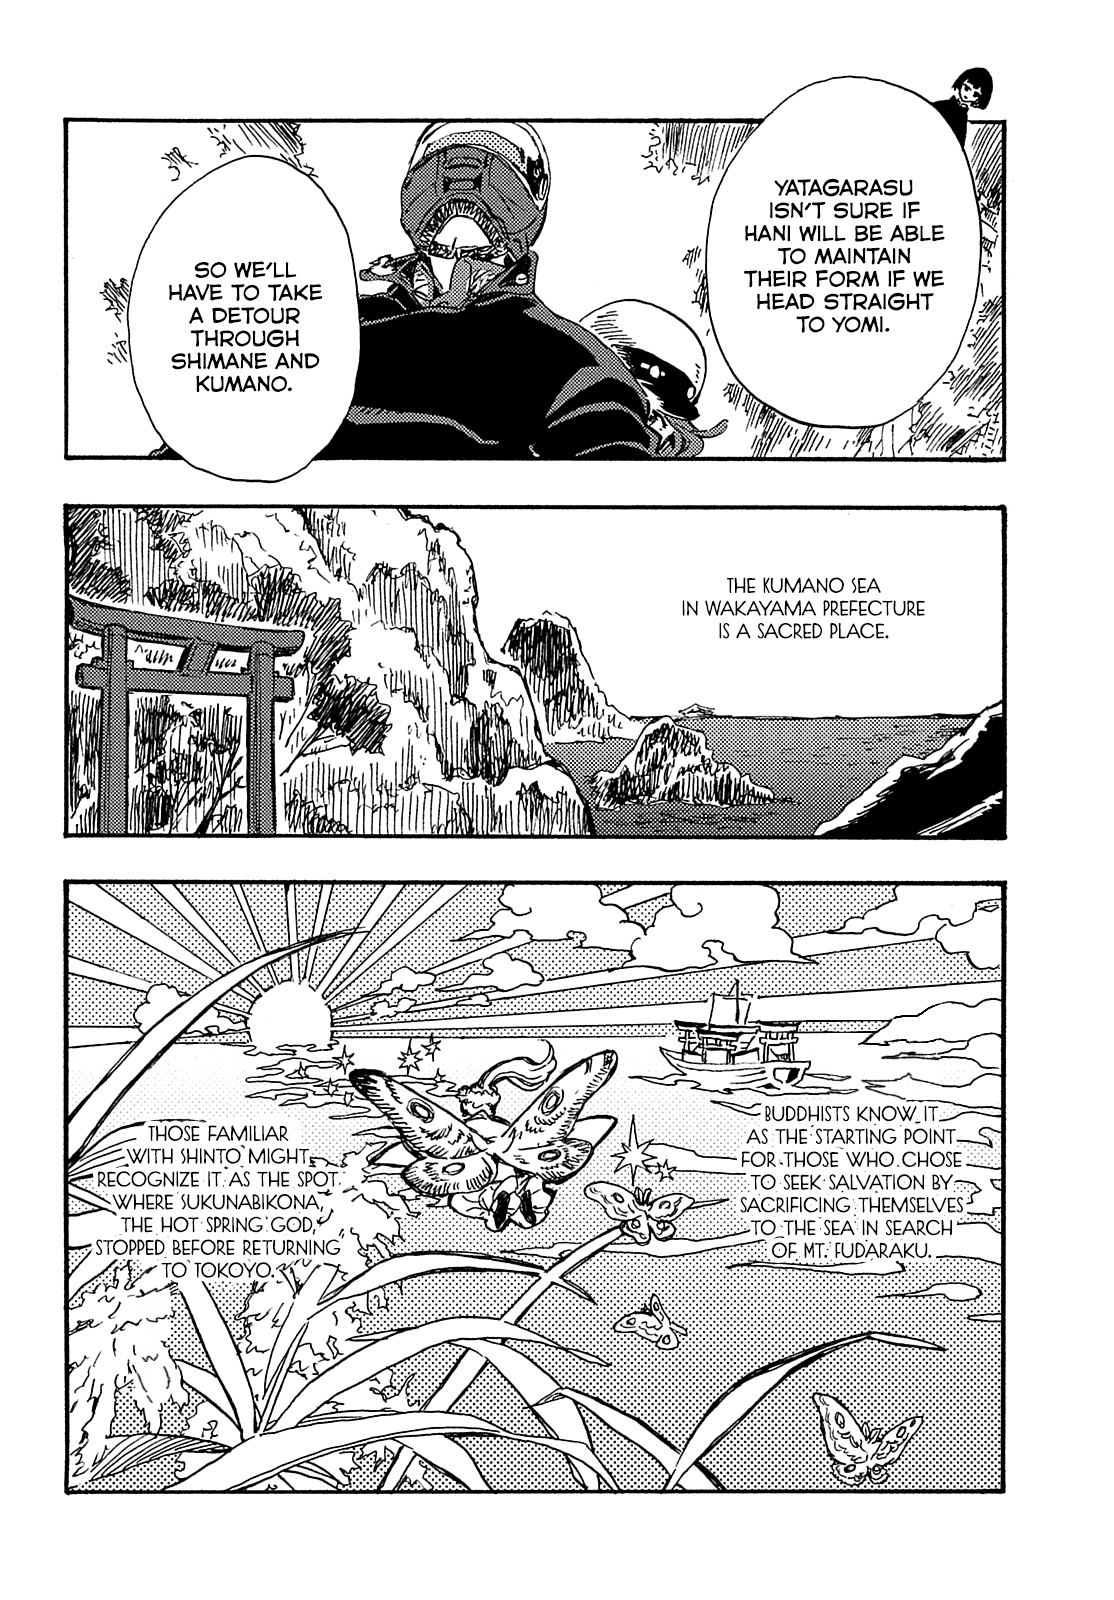 YATAGARASU
ISN'T SURE IF
HANI WILL BE ABLE
TO MAINTAIN
THEIR FORM IF WE
HEAD STRAIGHT
TO YOMI.
SO WE'LL
HAVE TO TAKE
A DETOUR
THROUGH
SHIMANE AND
KUMANO.
THE KUMANO SEA
IN WAKAYAMA PREFECTURE
IS A SACRED PLACE.
BUDDHISTS KNOW IT
AS THE STARTING POINT
FOR THOSE WHO CHOSE
TO SEEK SALVATION BY
SACRIFICING THEMSELVES
TO THE SEA IN SEARCH
OF MT. FUDARAKU.
THOSE FAMILIAR
WITH SHINTO MIGHT
RECOGNIZE IT AS THE SPOT
WHERE SUKUNABIKONA,
THE HOT SPRING GOD,
STOPPED BEFORE RETURNING
TO TOKOYO.